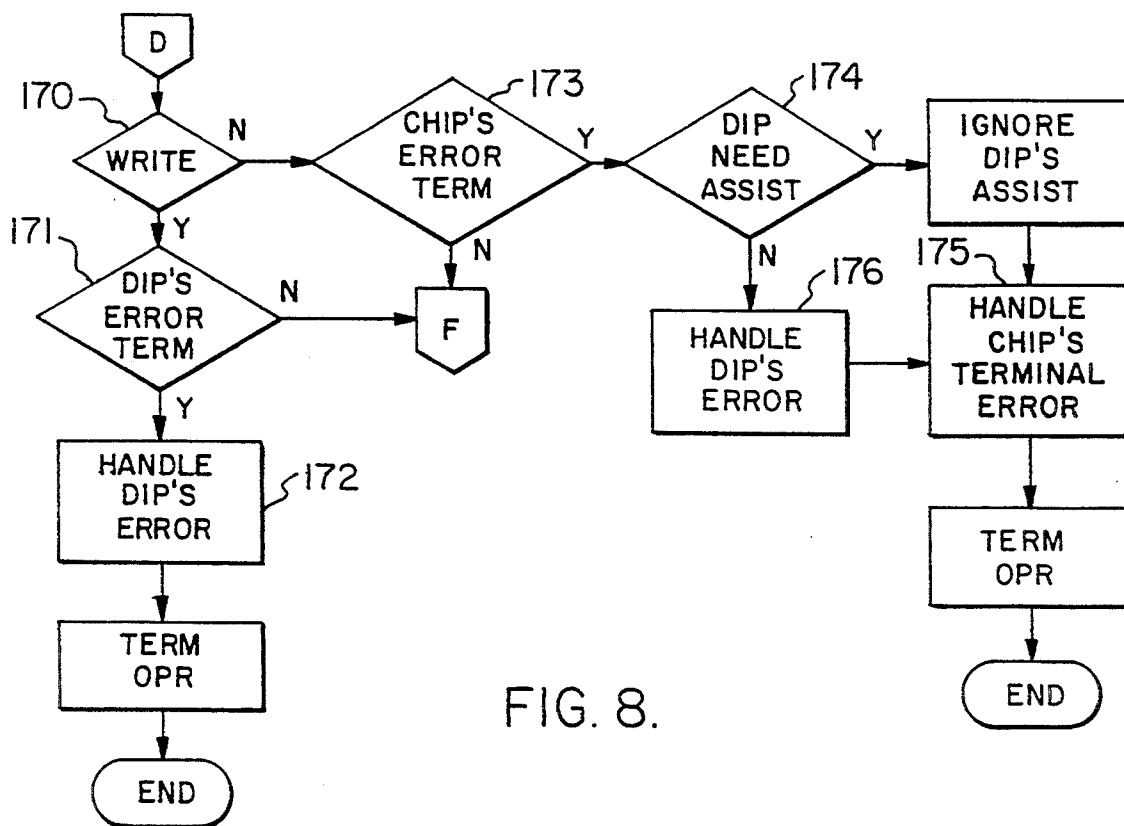 D
170
WRITE
N
Y
173
CHIP'S
ERROR
TERM
Y
N
174
DIP
NEED
ASSIST
Y
N
IGNORE
DIP'S
ASSIST
171
DIP'S
ERROR
TERM
N
Y
F
176
HANDLE
DIP'S
ERROR
175
HANDLE
CHIP'S
TERMINAL
ERROR
HANDLE
DIP'S
ERROR
172
TERM
OPR
END
TERM
OPR
END
FIG. 8.